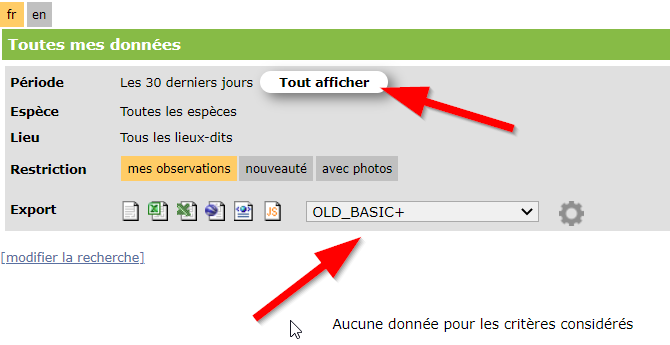 fr en
Toutes mes données
Période Les 30 derniers jours Tout afficher
Espèce Toutes les espèces
Lieu Tous les lieux-dits
Restriction mes observations nouveauté avec photos
Export JS OLD_BASIC+
[modifier la recherche]
Aucune donnée pour les critères considérés